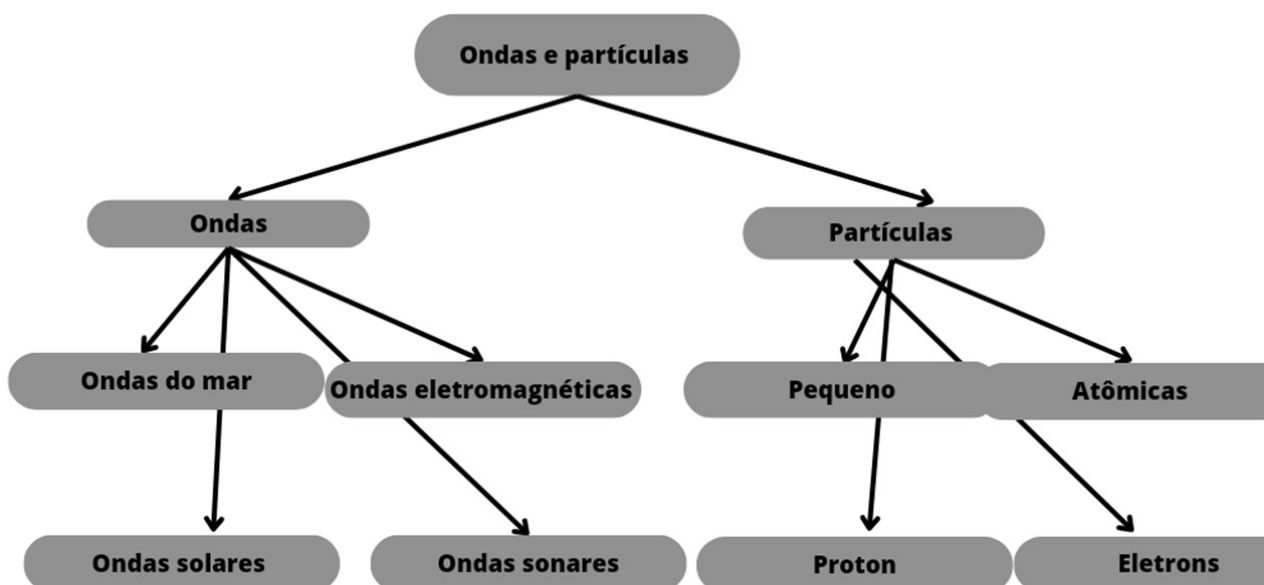 Ondas e partículas
Ondas
Partículas
Ondas do mar
Ondas eletromagnéticas
Pequeno
Atômicas
Ondas solares
Ondas sonares
Proton
Eletrons